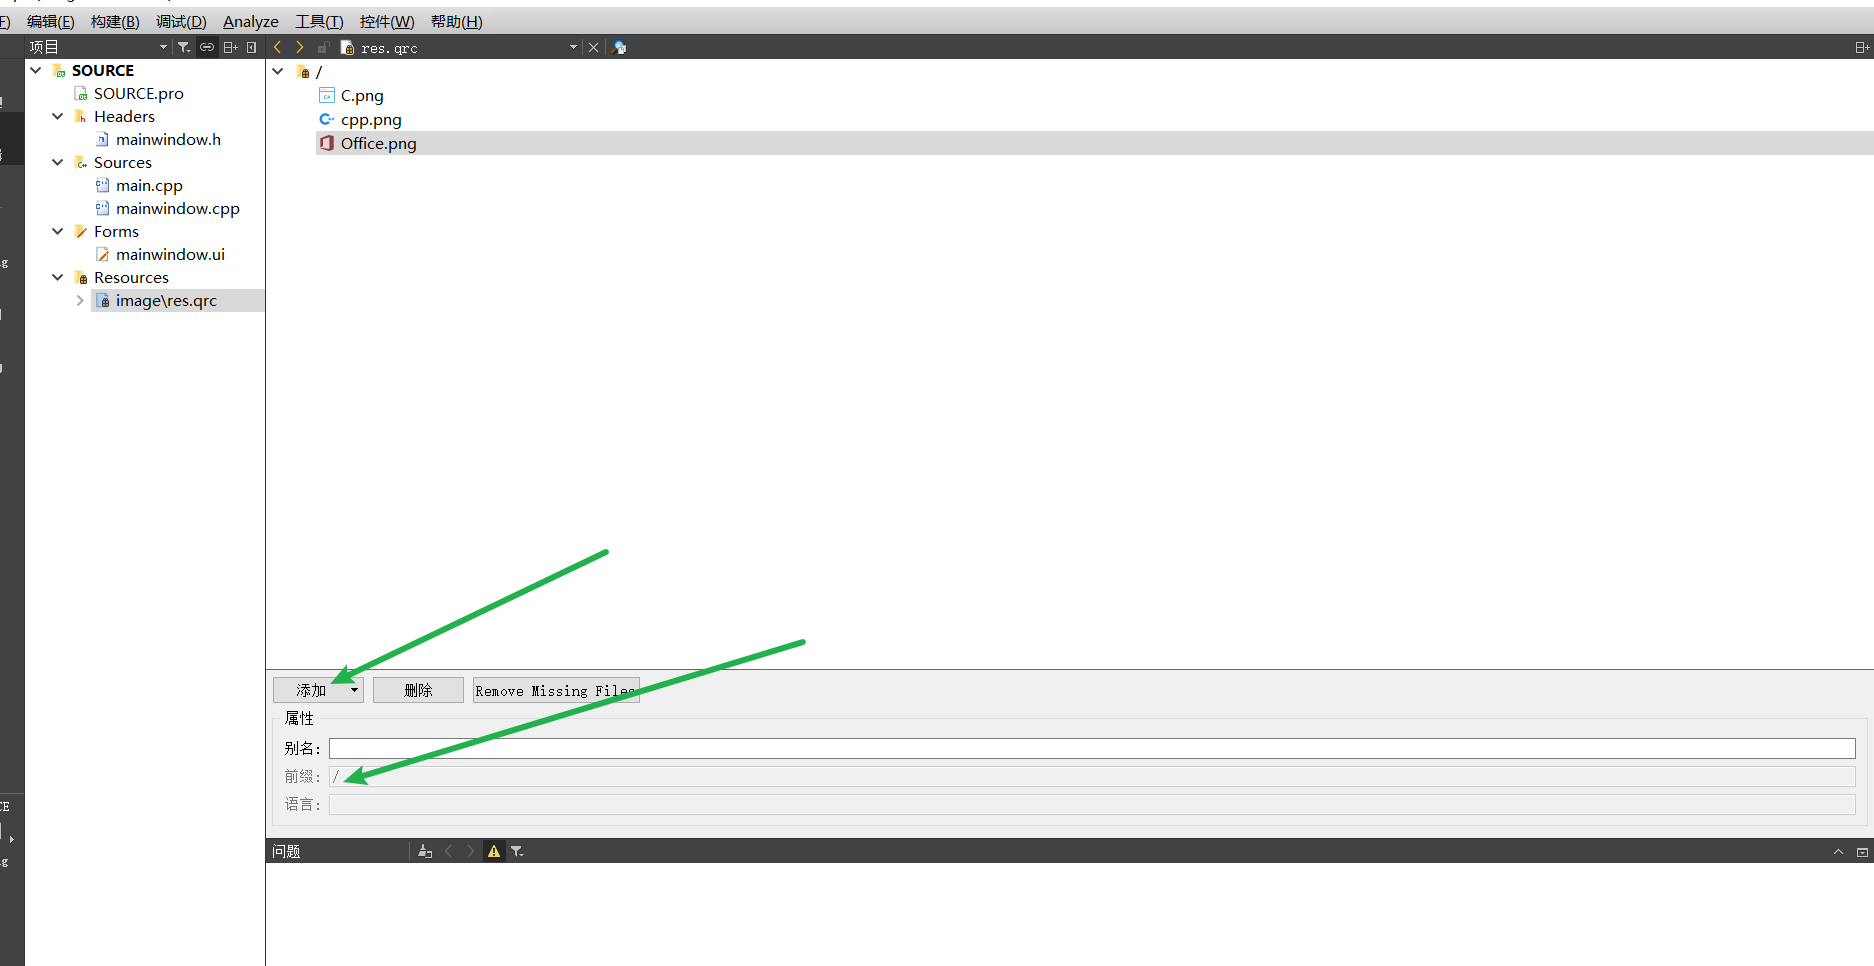 编辑(E) 构建(B) 调试(D) Analyze 工具(T) 控件(W) 帮助(H)
项目
res.qrc
SOURCE
SOURCE.pro
Headers
mainwindow.h
Sources
main.cpp
mainwindow.cpp
Forms
mainwindow.ui
Resources
image\res.qrc
/
C.png
cpp.png
Office.png
添加 删除 Remove Missing Files
属性
别名:
前缀: /
语言:
问题